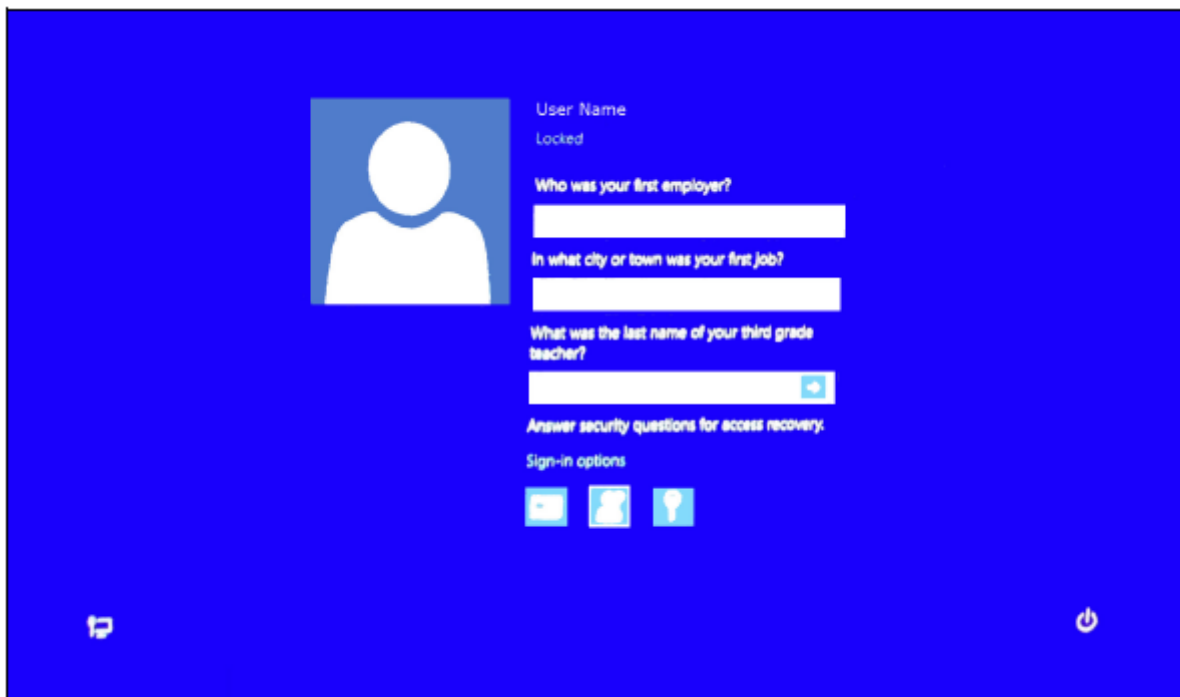 User Name
Locked
Who was your first employer?
In what city or town was your first job?
What was the last name of your third grade
teacher?
Answer security questions for access recovery.
Sign-in options